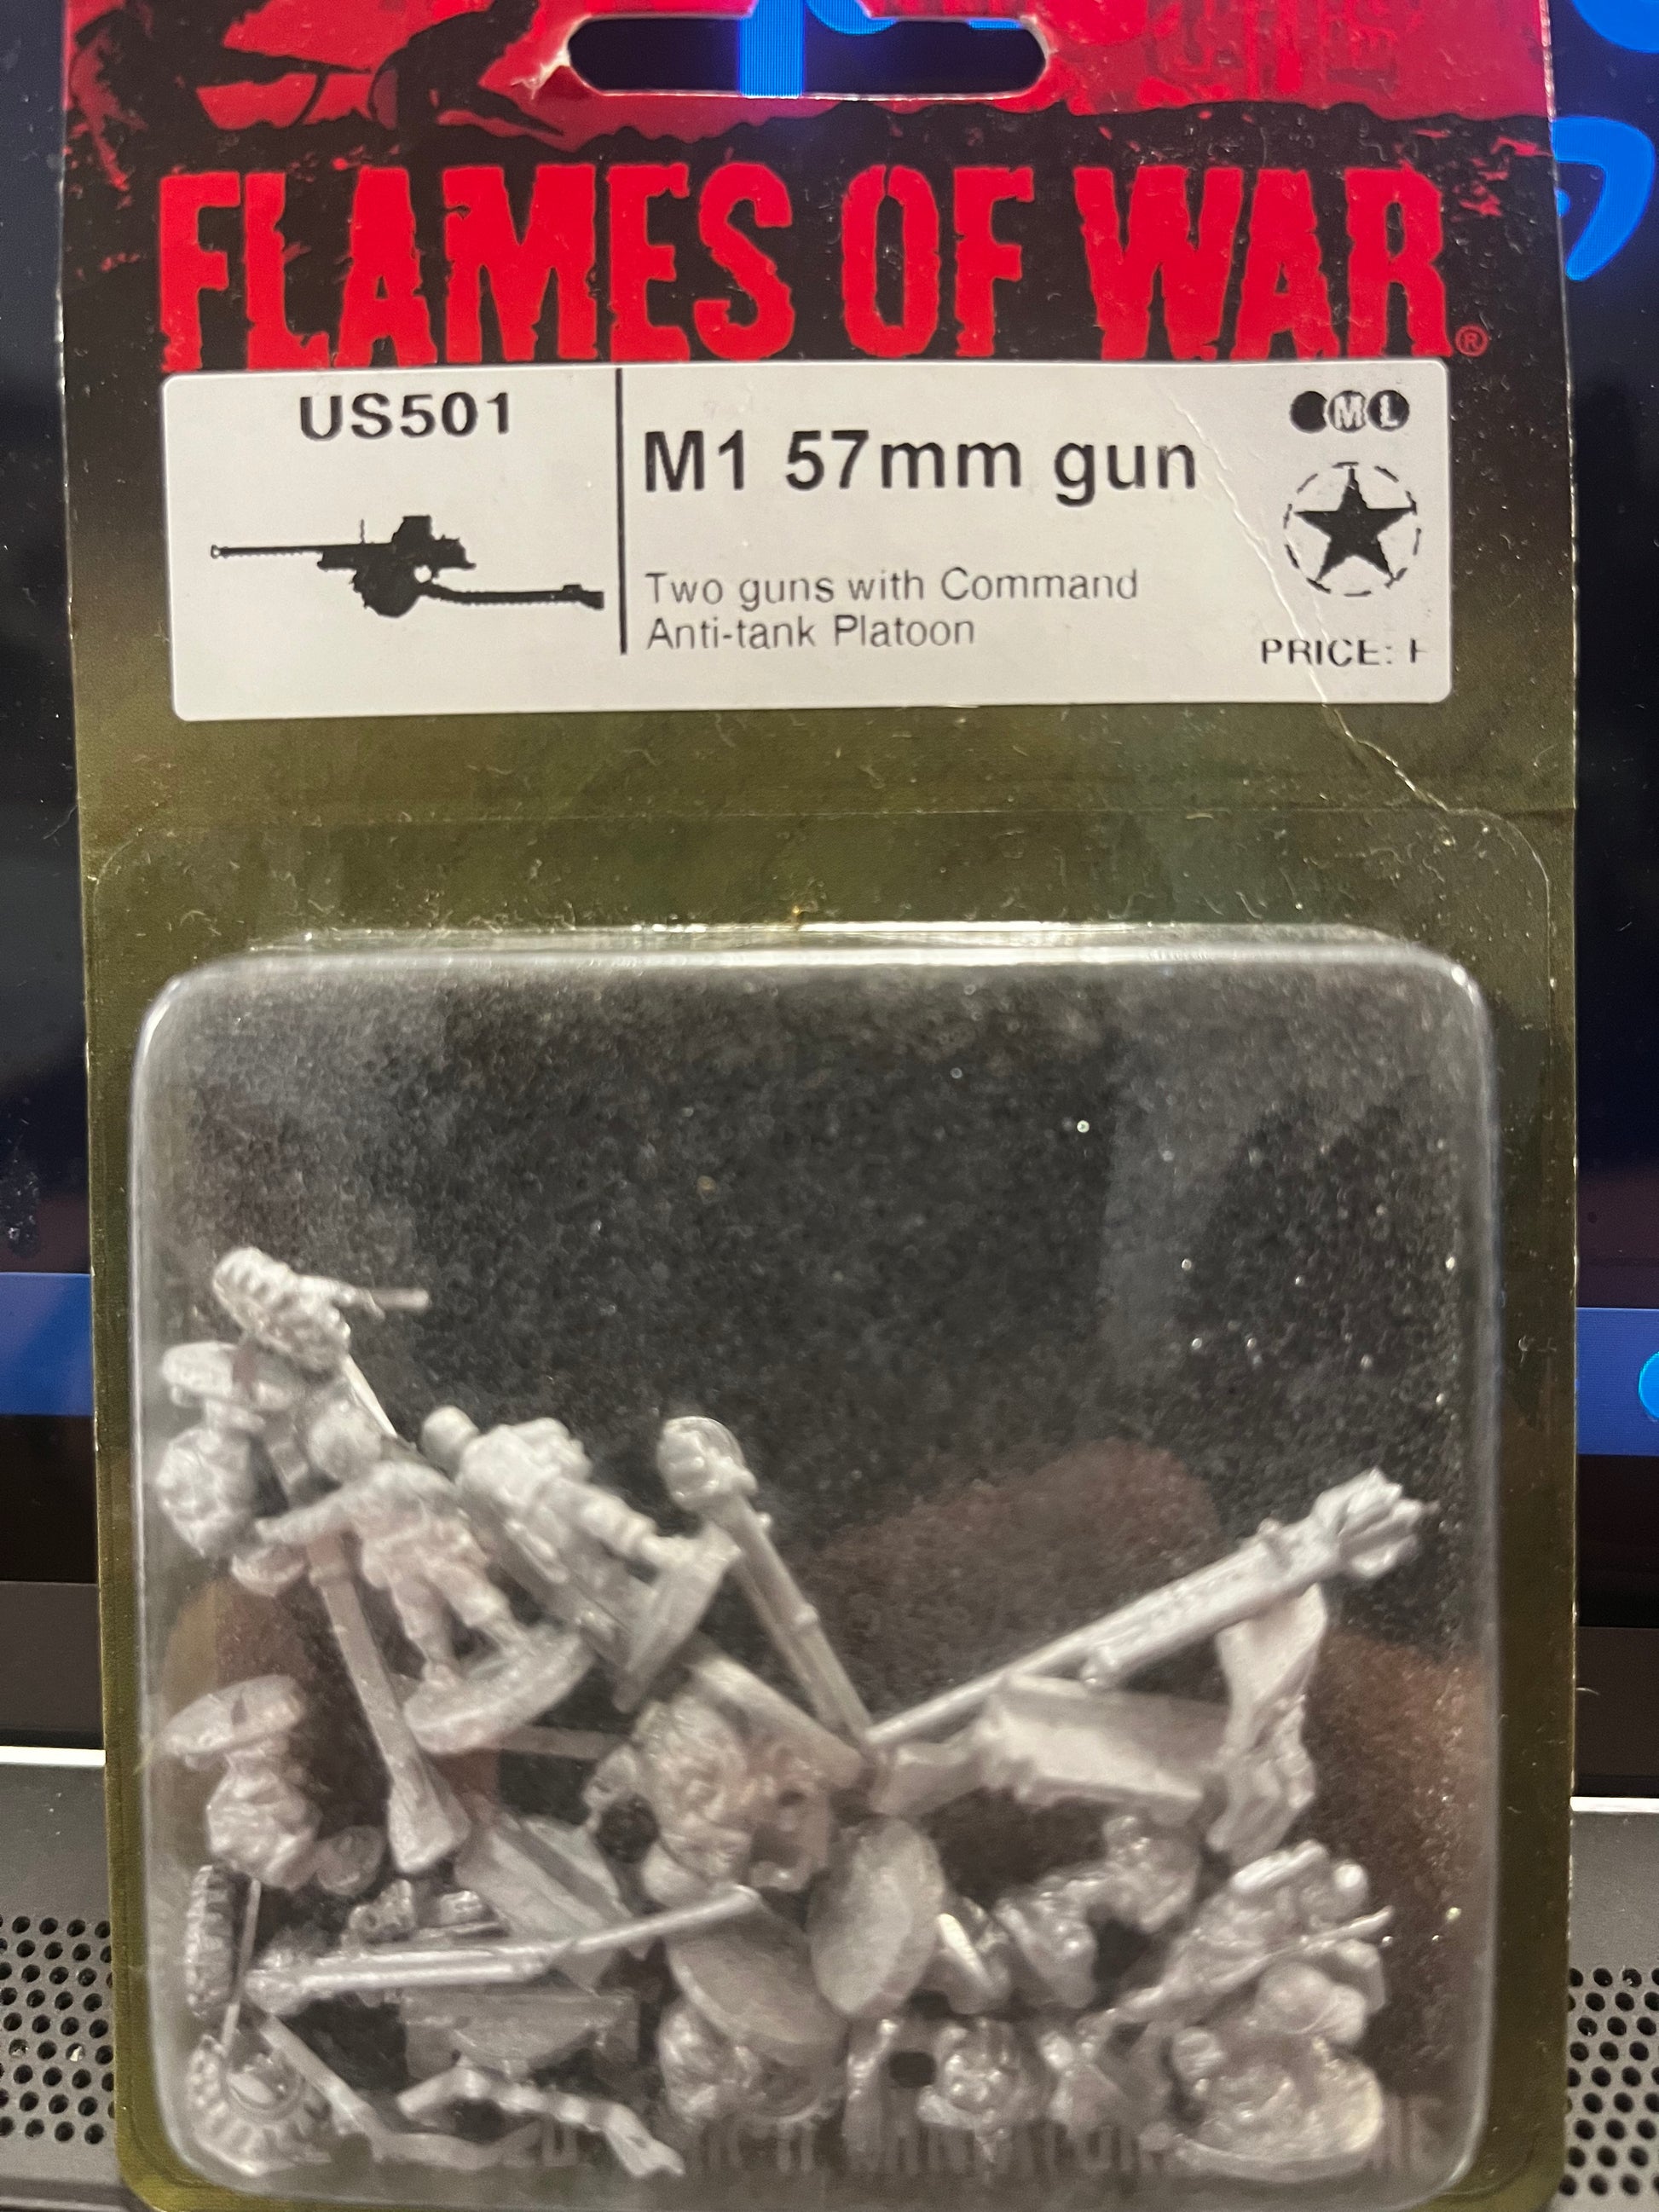 FLAMES OF WAR®
US501
M1 57mm gun
Two guns with Command
Anti-tank Platoon
M L
PRICE: